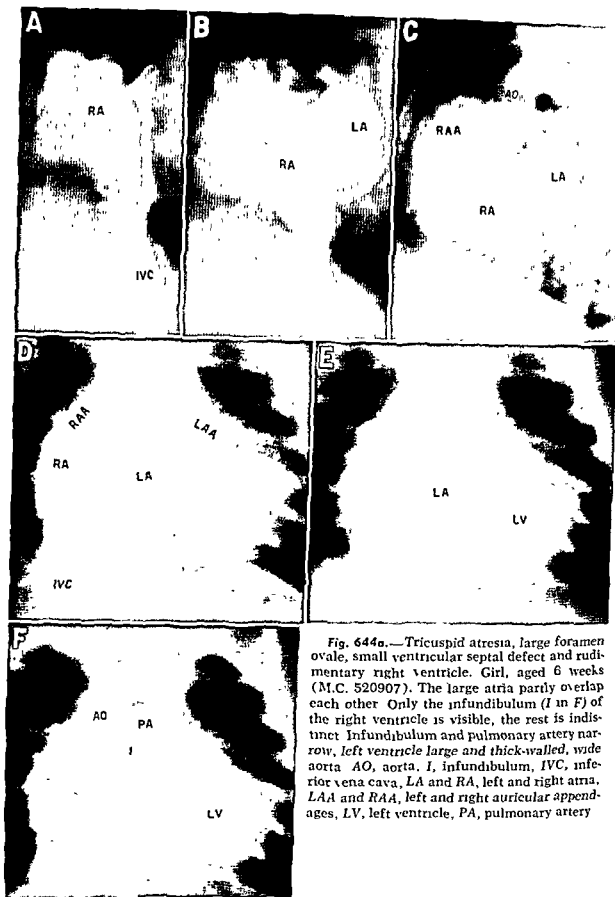 A
B
C
RA
LA
RA
IVC
AO
RAA
LA
RA
D
E
RAA
LAA
RA
LA
IVC
LA
LV
F
AO
PA
I
LV
Fig. 644a.—Tricuspid atresia, large foramen
ovale, small ventricular septal defect and rudi-
mentary right ventricle. Girl, aged 6 weeks
(M.C. 520907). The large atria partly overlap
each other Only the infundibulum (I in F) of
the right ventricle is visible, the rest is indis-
tinct Infundibulum and pulmonary artery nar-
row, left ventricle large and thick-walled, wide
aorta AO, aorta, I, infundibulum, IVC, infe-
rior vena cava, LA and RA, left and right atria,
LAA and RAA, left and right auricular append-
ages, LV, left ventricle, PA, pulmonary artery